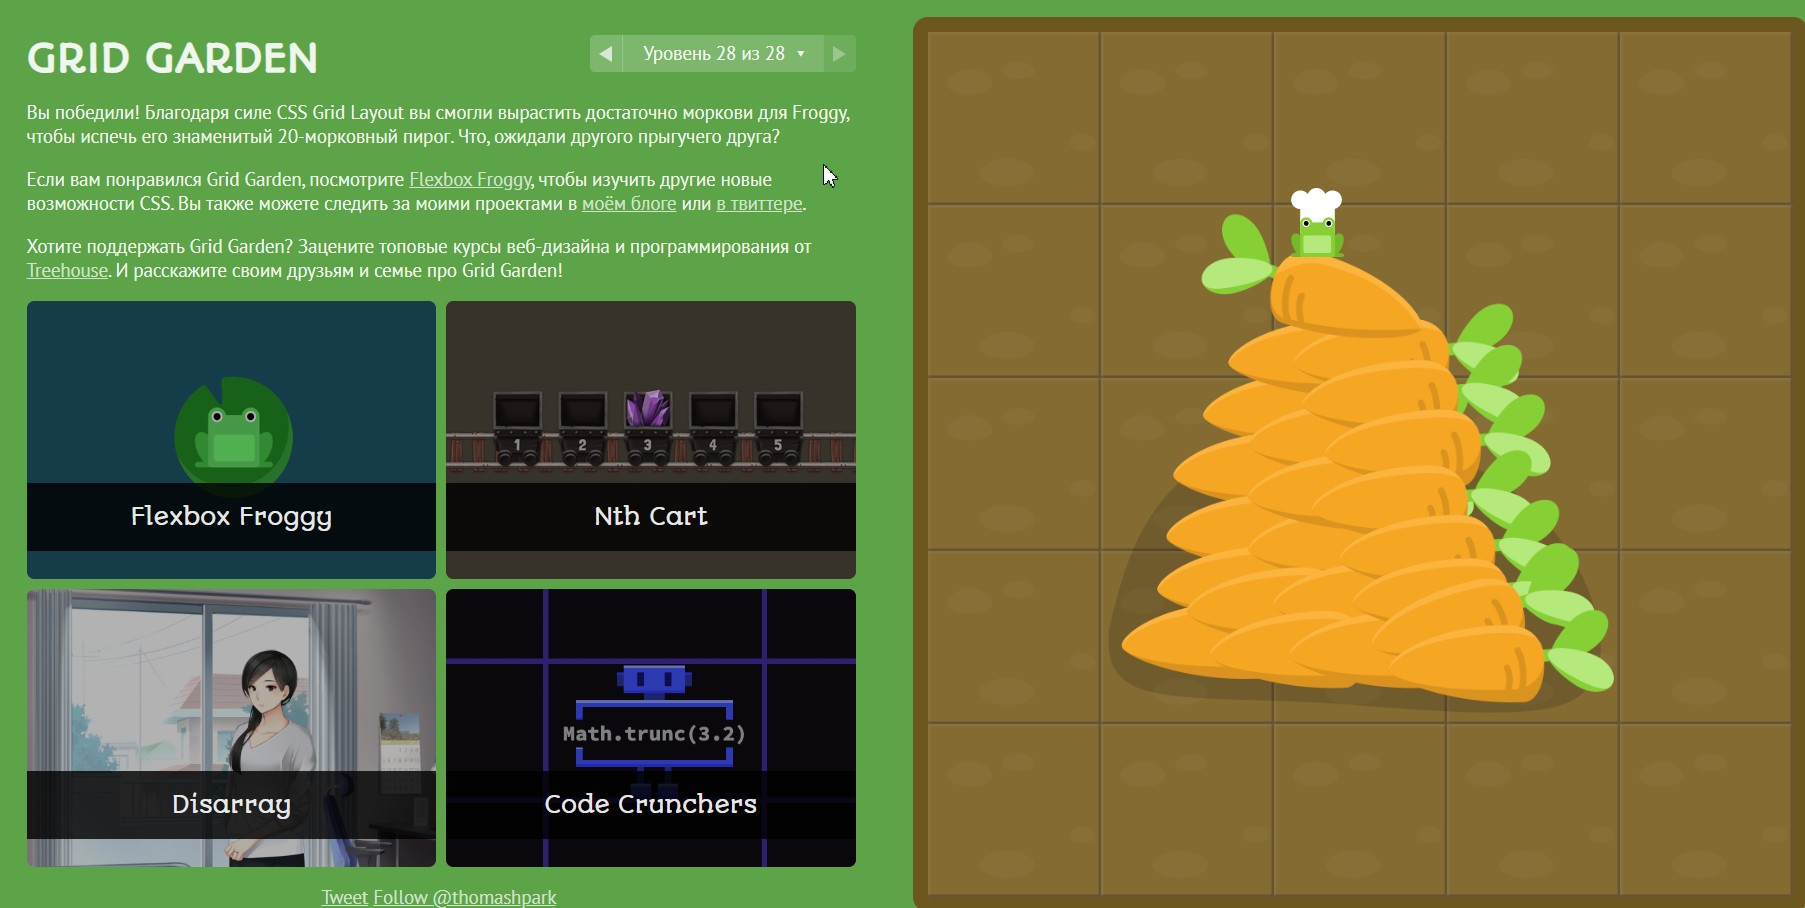 GRID GARDEN
Уровень 28 из 28
Вы победили! Благодаря силе CSS Grid Layout вы смогли вырастить достаточно моркови для Froggy,
чтобы испечь его знаменитый 20-морковный пирог. Что, ожидали другого прыгучего друга?
Если вам понравился Grid Garden, посмотрите Flexbox Froggy, чтобы изучить другие новые
возможности CSS. Вы также можете следить за моими проектами в моём блоге или в твиттере.
Хотите поддержать Grid Garden? Зацените топовые курсы веб-дизайна и программирования от
Treehouse. И расскажите своим друзьям и семье про Grid Garden!
Flexbox Froggy
1 2 3 4 5
Nth Cart
Disarray
Math.trunc(3.2)
Code Crunchers
Tweet Follow @thomashpark